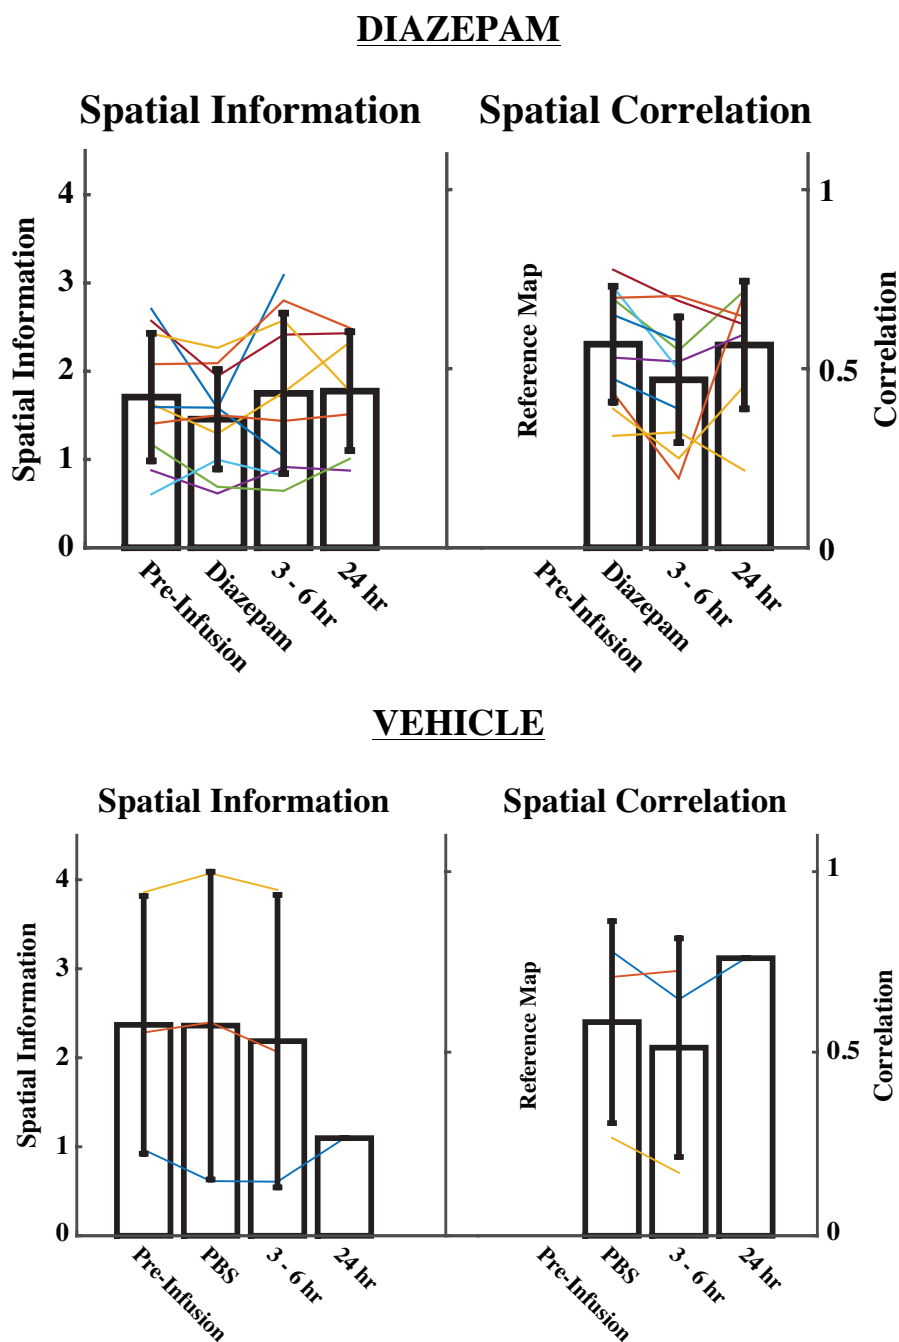 DIAZEPAM
Spatial Information
Spatial Correlation
Spatial Information
4
3
2
1
0
Reference Map
1
0.5
0
Correlation
Pre-Infusion
Diazepam
3 - 6 hr
24 hr
Pre-Infusion
Diazepam
3 - 6 hr
24 hr
VEHICLE
Spatial Information
Spatial Correlation
Spatial Information
4
3
2
1
0
Reference Map
1
0.5
0
Correlation
Pre-Infusion
PBS
3 - 6 hr
24 hr
Pre-Infusion
PBS
3 - 6 hr
24 hr